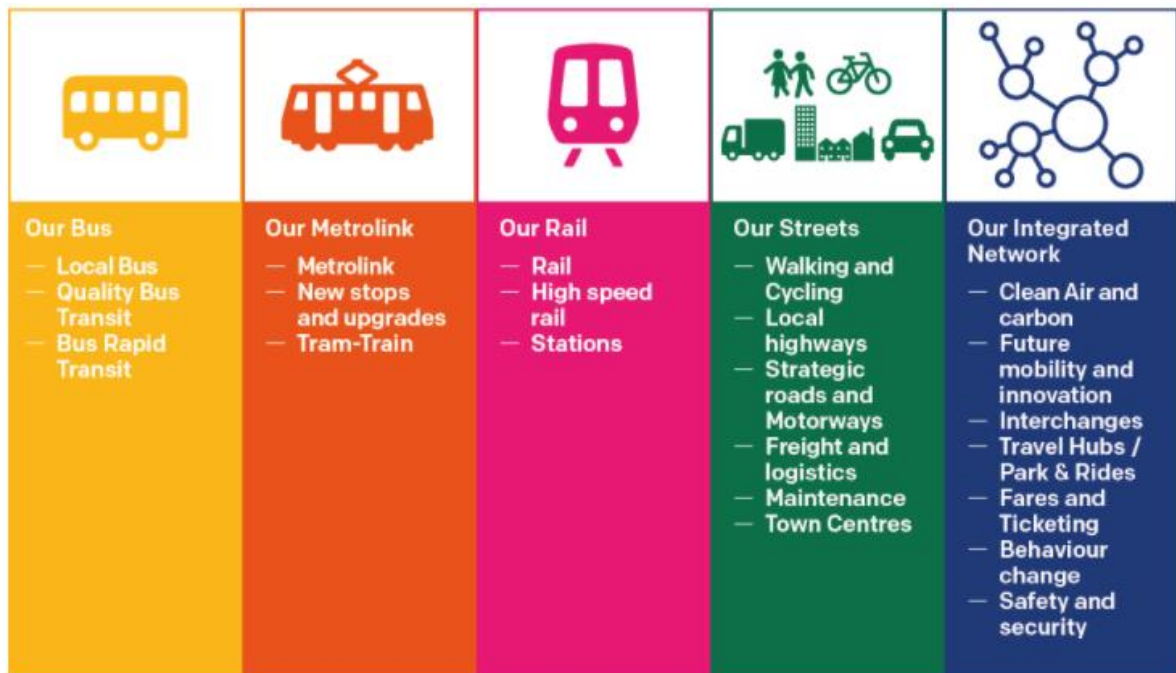 Our Bus
— Local Bus
— Quality Bus
Transit
— Bus Rapid
Transit
Our Metrolink
— Metrolink
— New stops
and upgrades
— Tram-Train
Our Rail
— Rail
— High speed
rail
— Stations
Our Streets
— Walking and
Cycling
— Local
highways
— Strategic
roads and
Motorways
— Freight and
logistics
— Maintenance
— Town Centres
Our Integrated
Network
— Clean Air and
carbon
— Future
mobility and
innovation
— Interchanges
— Travel Hubs /
Park & Rides
— Fares and
Ticketing
— Behaviour
change
— Safety and
security